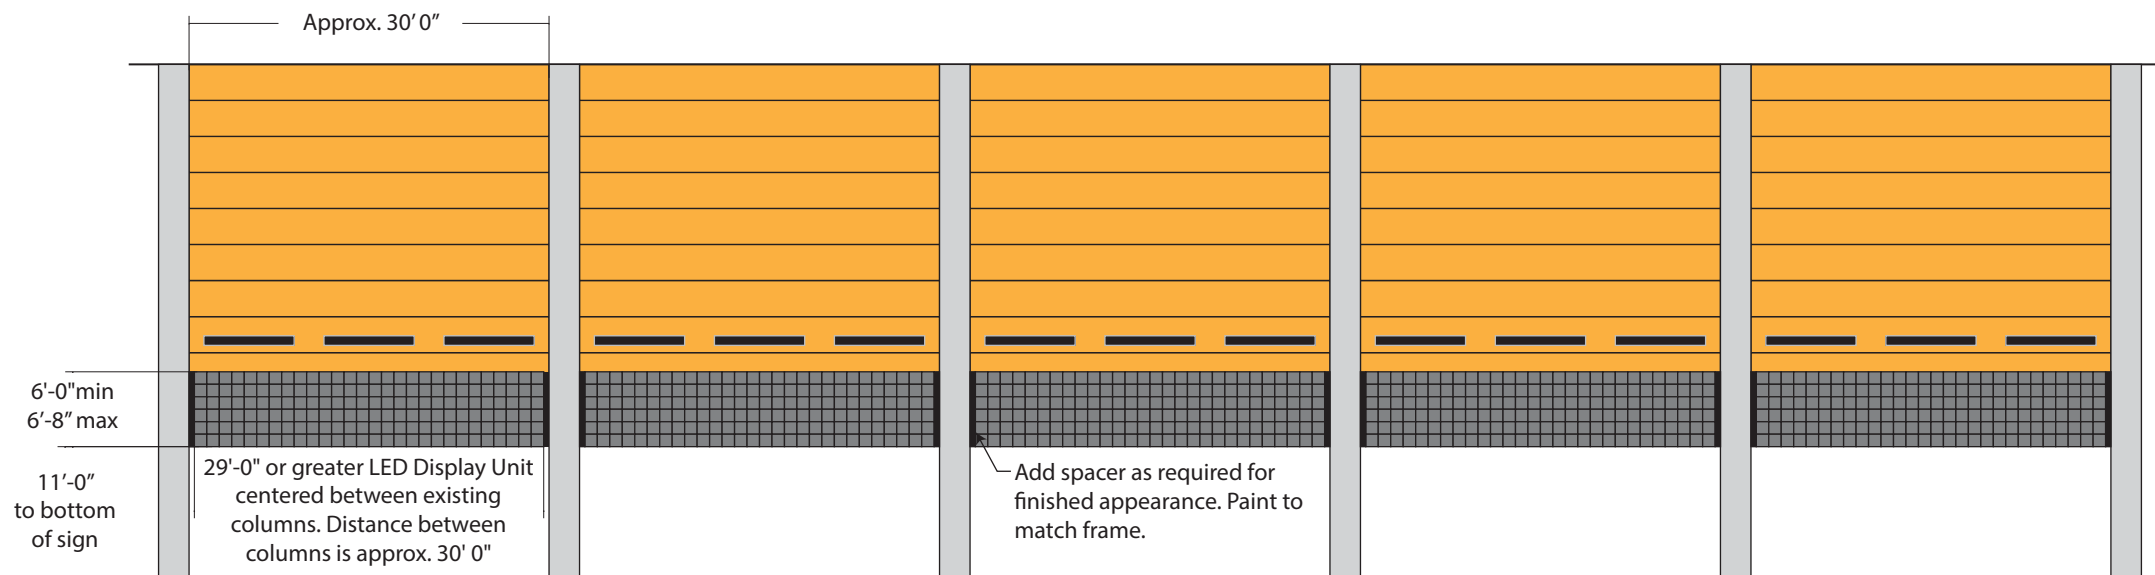 Approx. 30' 0"
6'-0"min
6'-8" max
11'-0"
to bottom
of sign
29'-0" or greater LED Display Unit
centered between existing
columns. Distance between
columns is approx. 30' 0"
Add spacer as required for
finished appearance. Paint to
match frame.